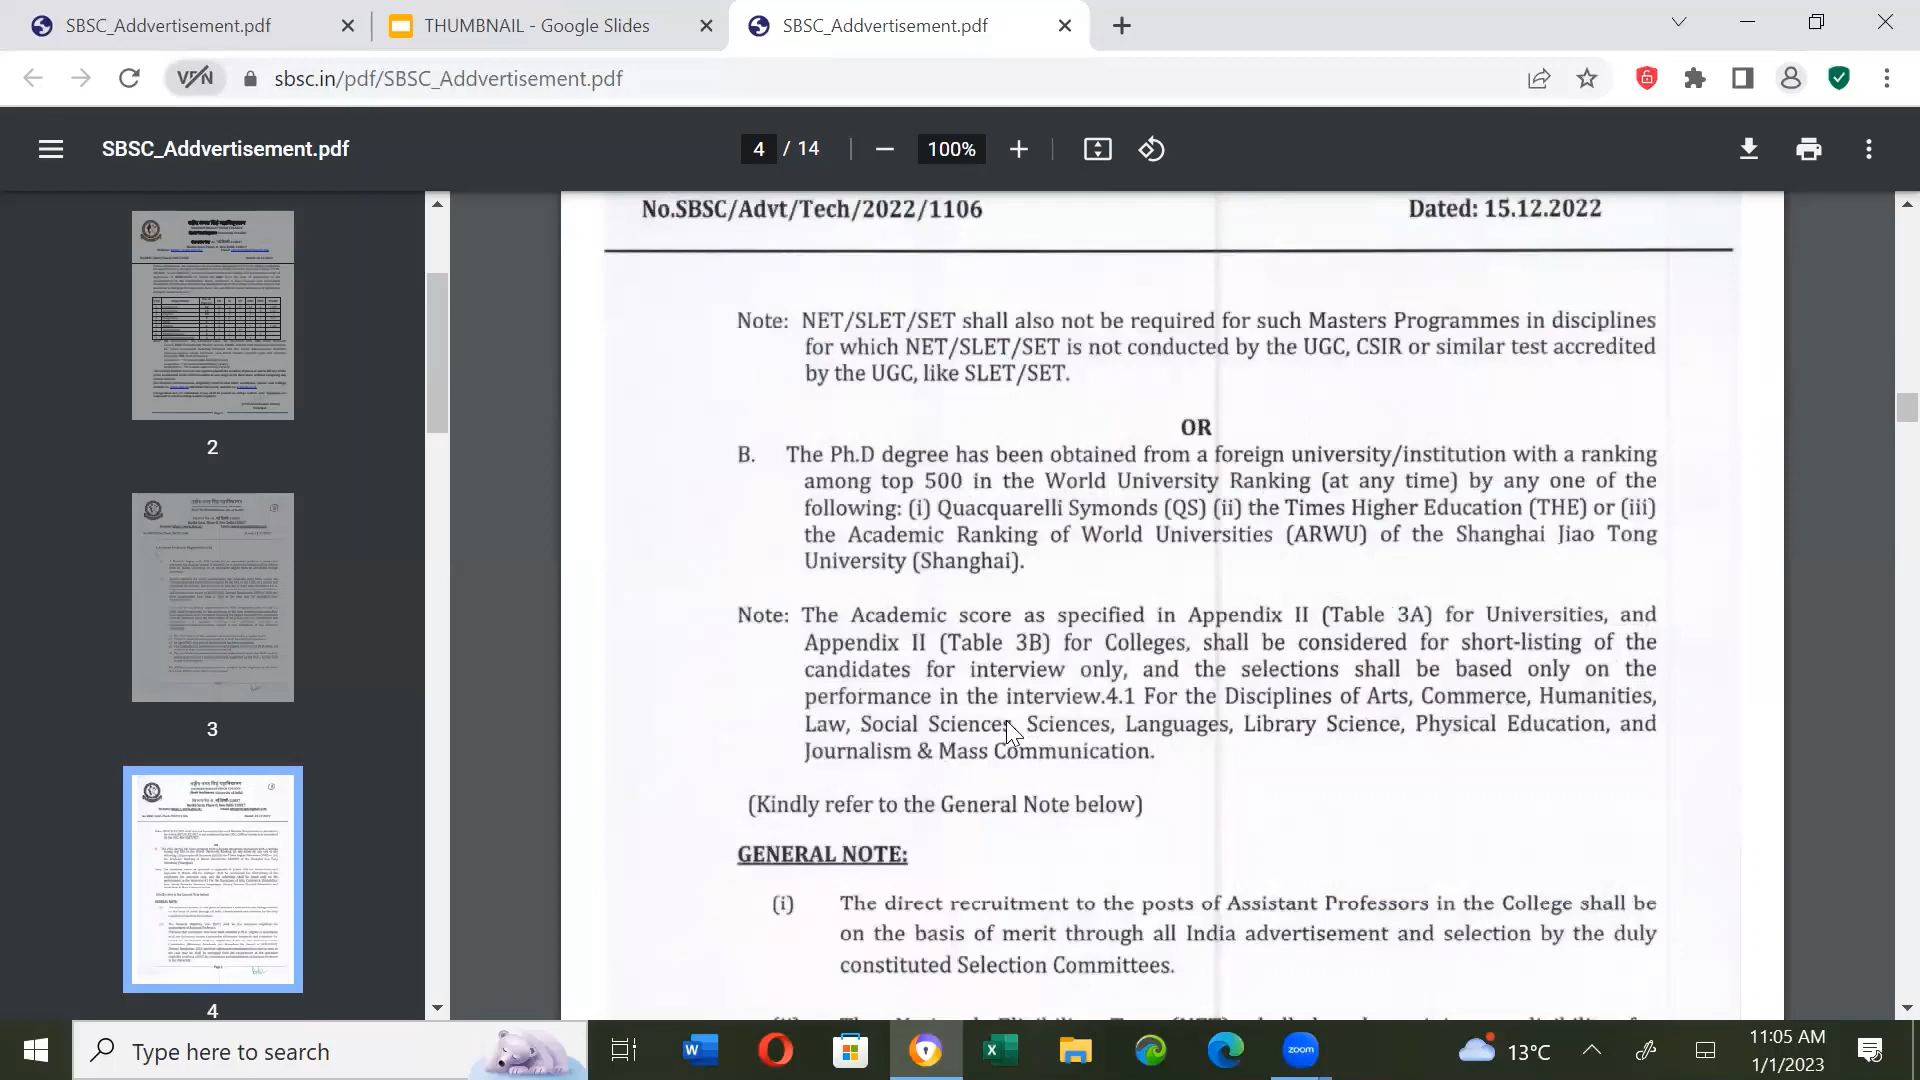 SBSC_Addvertisement.pdf
THUMBNAIL - Google Slides
SBSC_Addvertisement.pdf
VPN
sbsc.in/pdf/SBSC_Addvertisement.pdf
SBSC_Addvertisement.pdf
4 / 14
100%
2
3
4
No.SBSC/Advt/Tech/2022/1106 Dated: 15.12.2022
Note: NET/SLET/SET shall also not be required for such Masters Programmes in disciplines
for which NET/SLET/SET is not conducted by the UGC, CSIR or similar test accredited
by the UGC, like SLET/SET.
OR
B. The Ph.D degree has been obtained from a foreign university/institution with a ranking
among top 500 in the World University Ranking (at any time) by any one of the
following: (i) Quacquarelli Symonds (QS) (ii) the Times Higher Education (THE) or (iii)
the Academic Ranking of World Universities (ARWU) of the Shanghai Jiao Tong
University (Shanghai).
Note: The Academic score as specified in Appendix II (Table 3A) for Universities, and
Appendix II (Table 3B) for Colleges, shall be considered for short-listing of the
candidates for interview only, and the selections shall be based only on the
performance in the interview.4.1 For the Disciplines of Arts, Commerce, Humanities,
Law, Social Sciences, Sciences, Languages, Library Science, Physical Education, and
Journalism & Mass Communication.
(Kindly refer to the General Note below)
GENERAL NOTE:
(i) The direct recruitment to the posts of Assistant Professors in the College shall be
on the basis of merit through all India advertisement and selection by the duly
constituted Selection Committees.
Type here to search
zoom
13°C
11:05 AM
1/1/2023